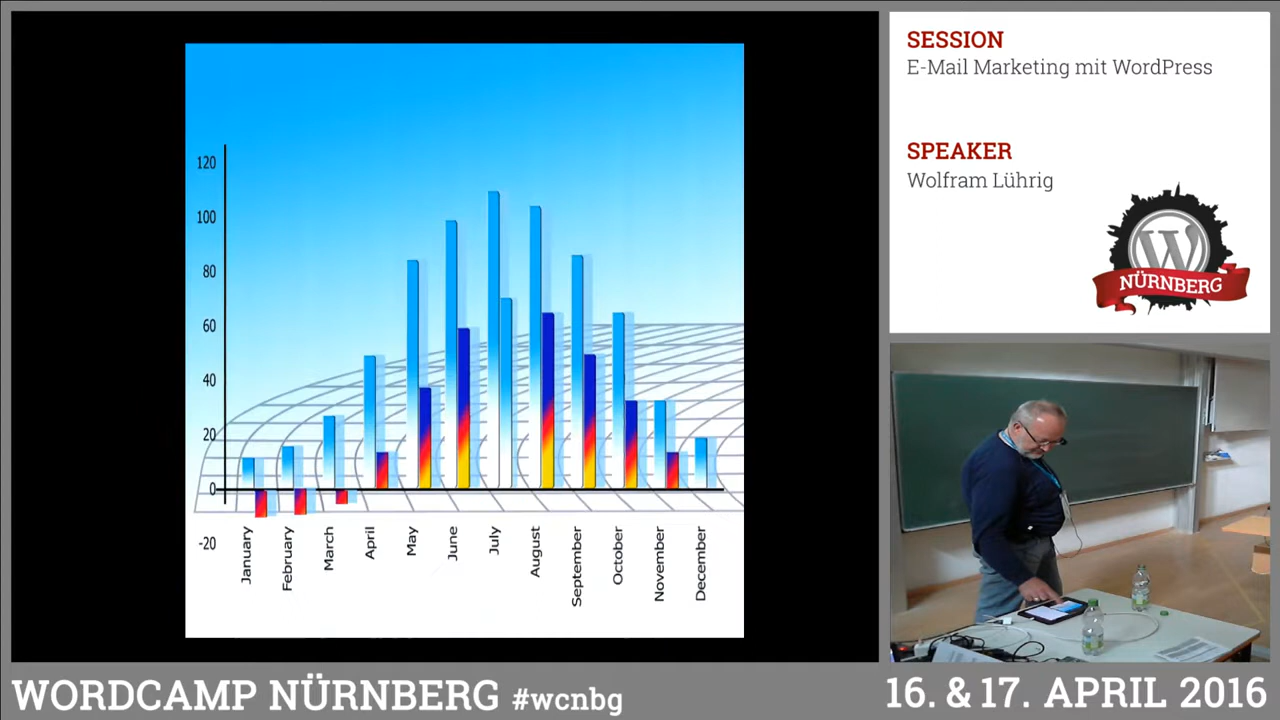 SESSION
E-Mail Marketing mit WordPress
SPEAKER
Wolfram Lührig
W
NÜRNBERG
120
100
80
60
40
20
0
-20
January
February
March
April
May
June
July
August
September
October
November
December
WORDCAMP NÜRNBERG #wcnbg
16. & 17. APRIL 2016